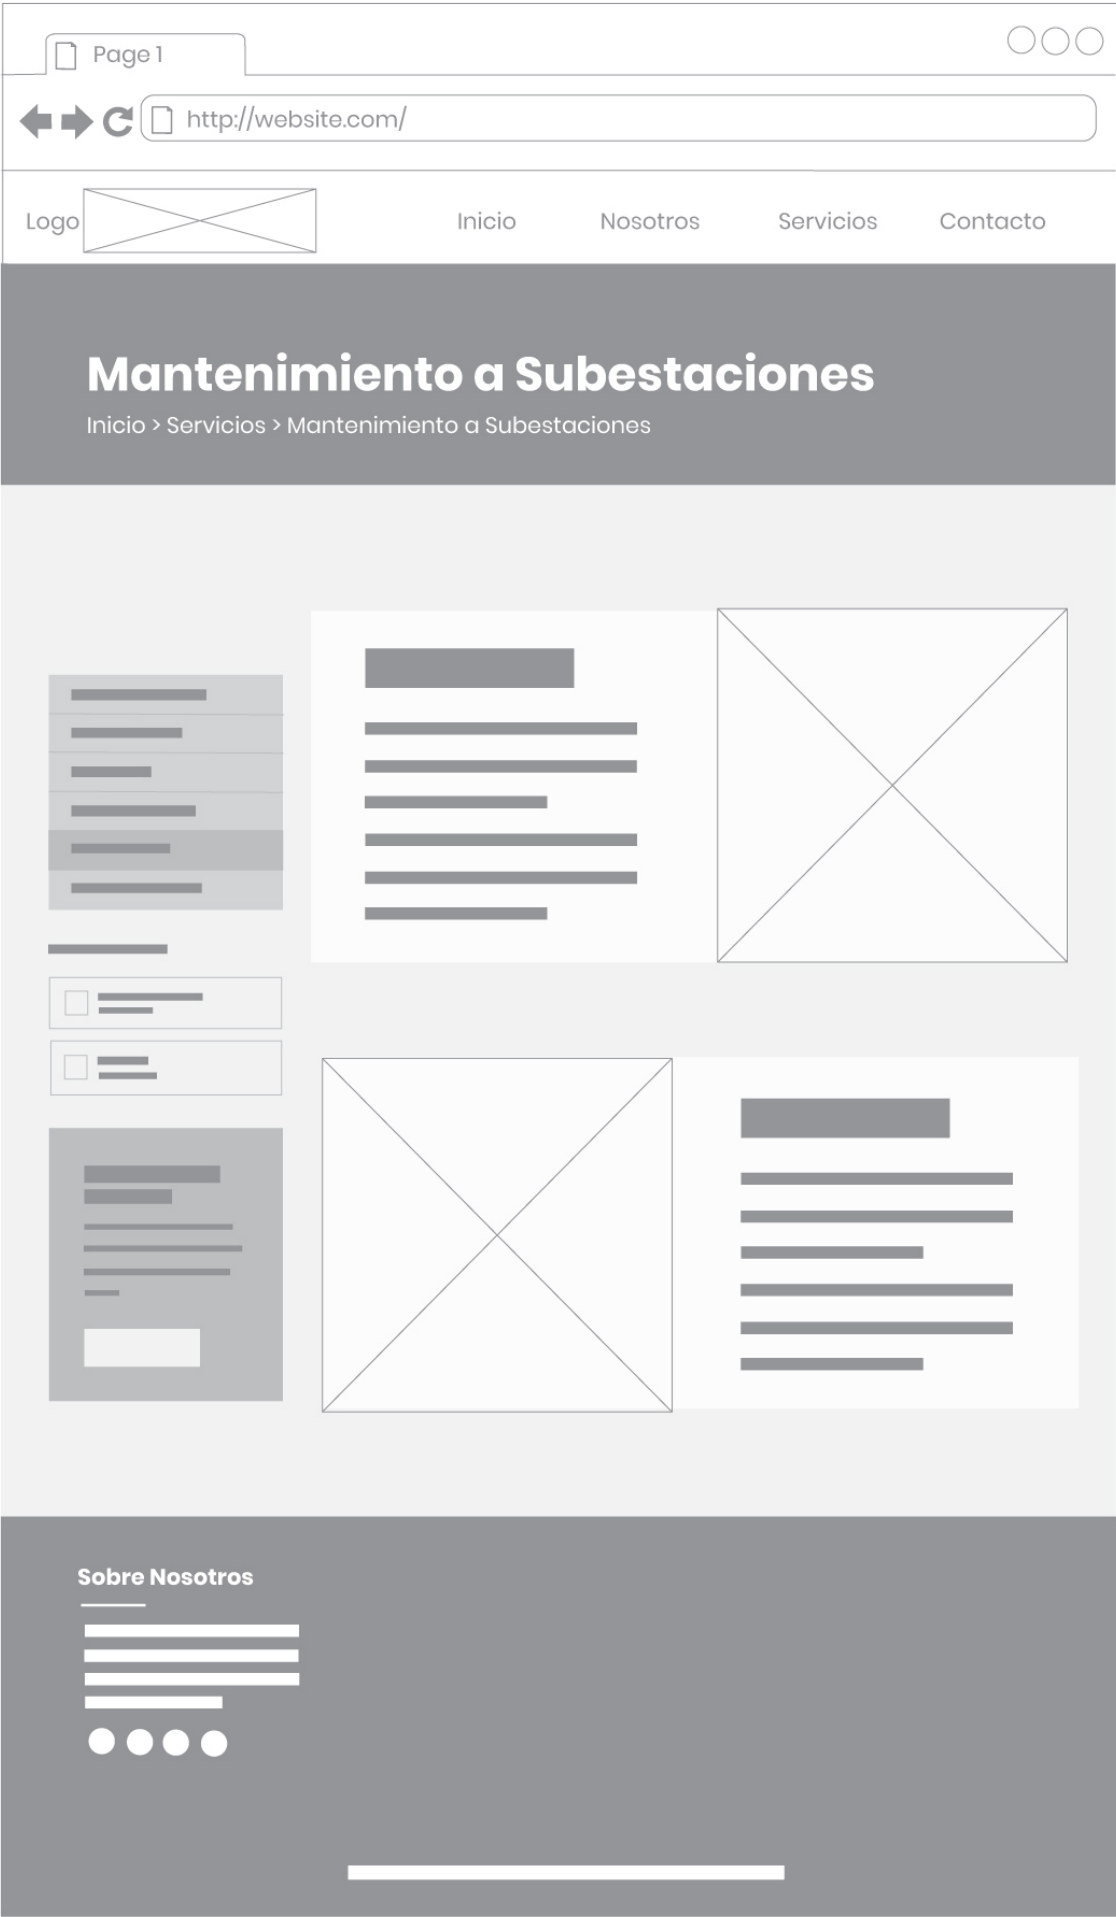 Page 1
http://website.com/
Logo
Inicio Nosotros Servicios Contacto
Mantenimiento a Subestaciones
Inicio > Servicios > Mantenimiento a Subestaciones
Sobre Nosotros